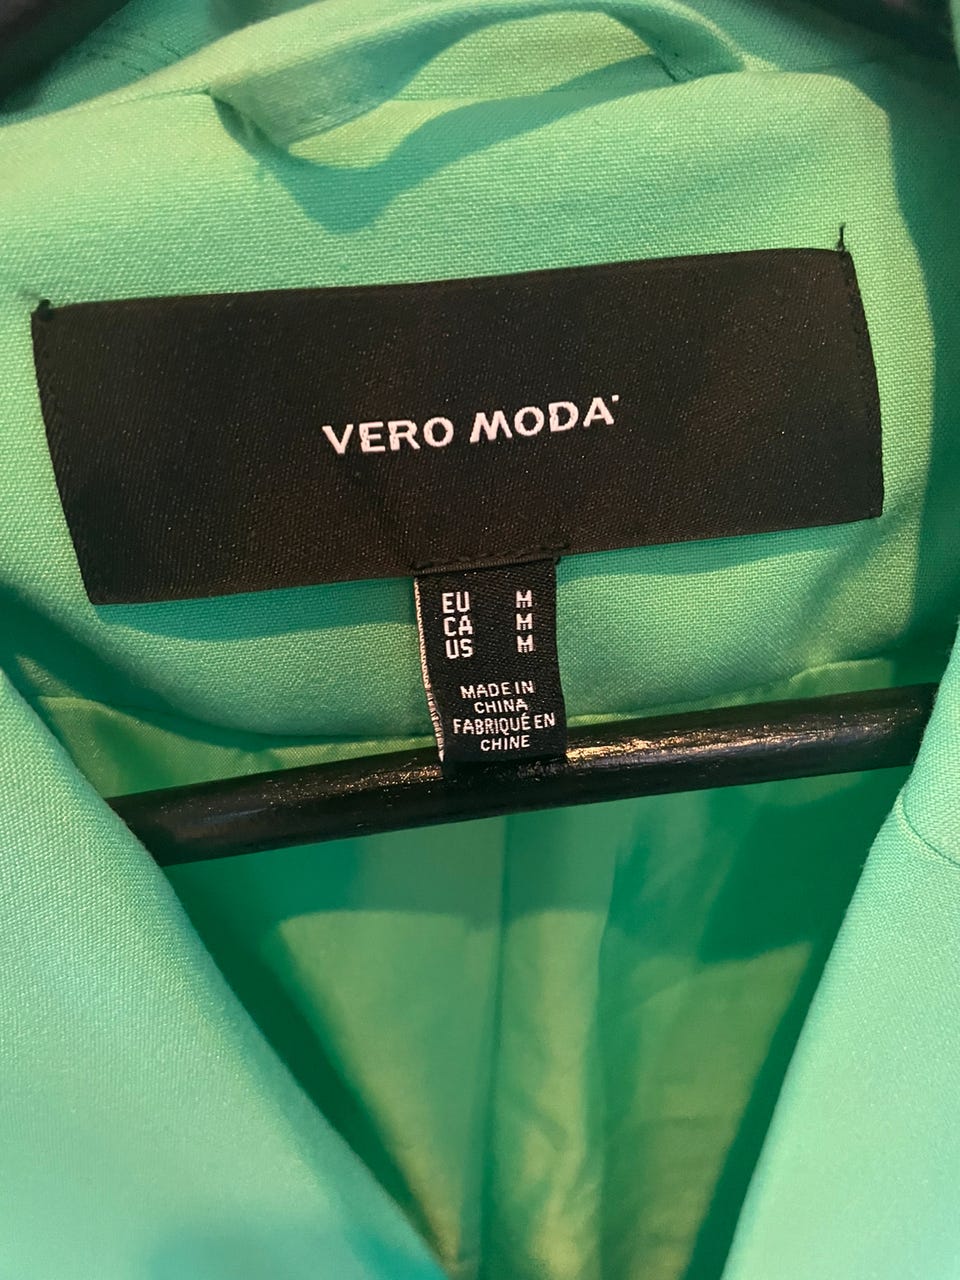 VERO MODA
EU M
CA M
US M
MADE IN
CHINA
FABRIQUÉ EN
CHINE